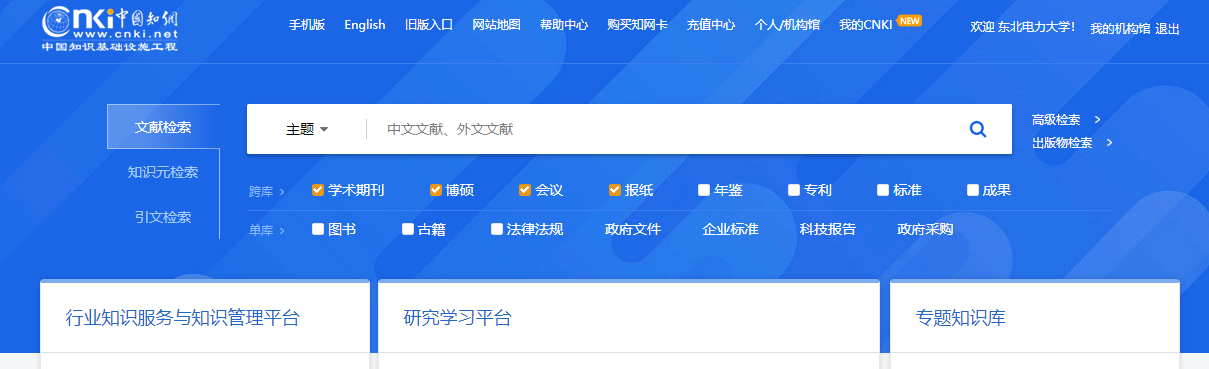 Cnki中国知网
www.cnki.net
中国知识基础设施工程
手机版 English 旧版入口 网站地图 帮助中心 购买知网卡 充值中心 个人/机构馆 我的CNKI NEW
欢迎 东北电力大学! 我的机构馆 退出
文献检索
知识元检索
引文检索
主题 中文文献、外文文献
高级检索 >
出版物检索 >
跨库 > 学术期刊 博硕 会议 报纸 年鉴 专利 标准 成果
单库 > 图书 古籍 法律法规 政府文件 企业标准 科技报告 政府采购
行业知识服务与知识管理平台
研究学习平台
专题知识库